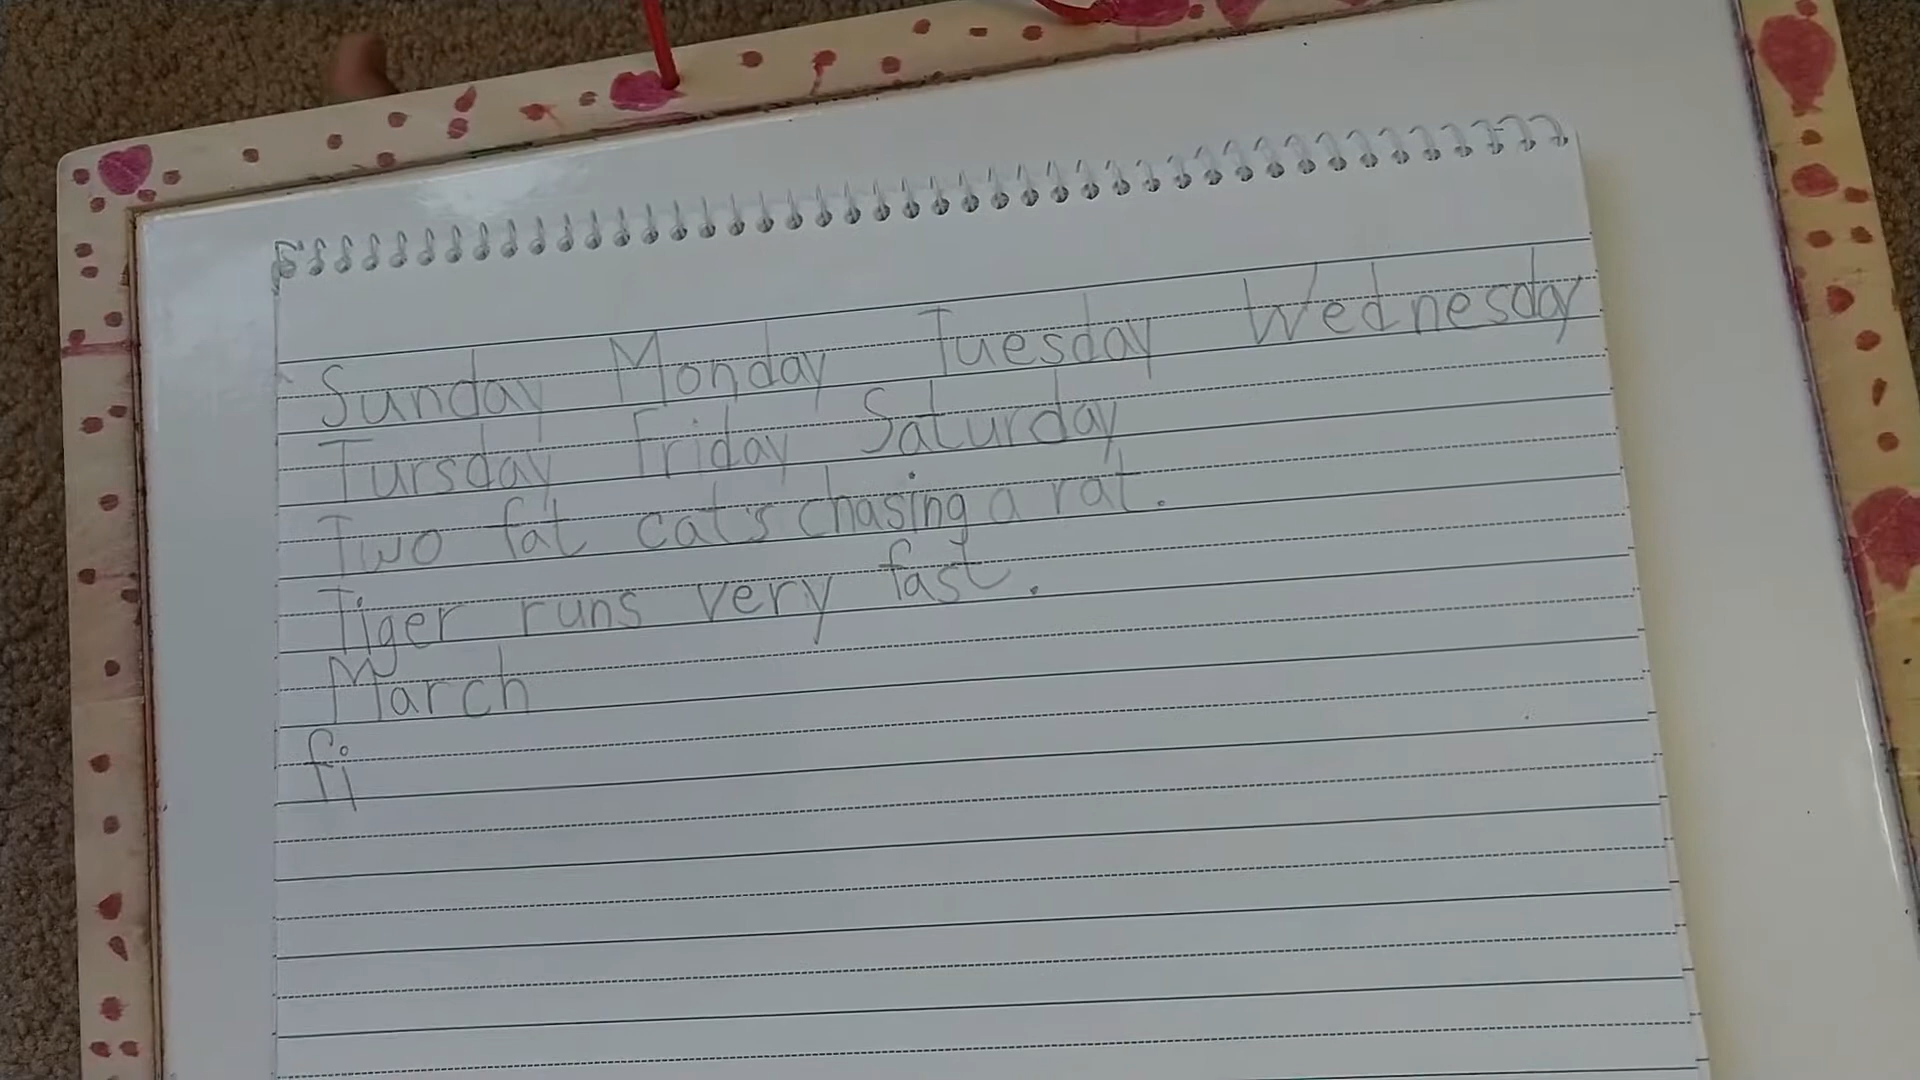 Sunday Monday Tuesday Wednesday
Tursday Friday Saturday
Two fat cat's chasing a rat.
Tiger runs very fast.
March
fi